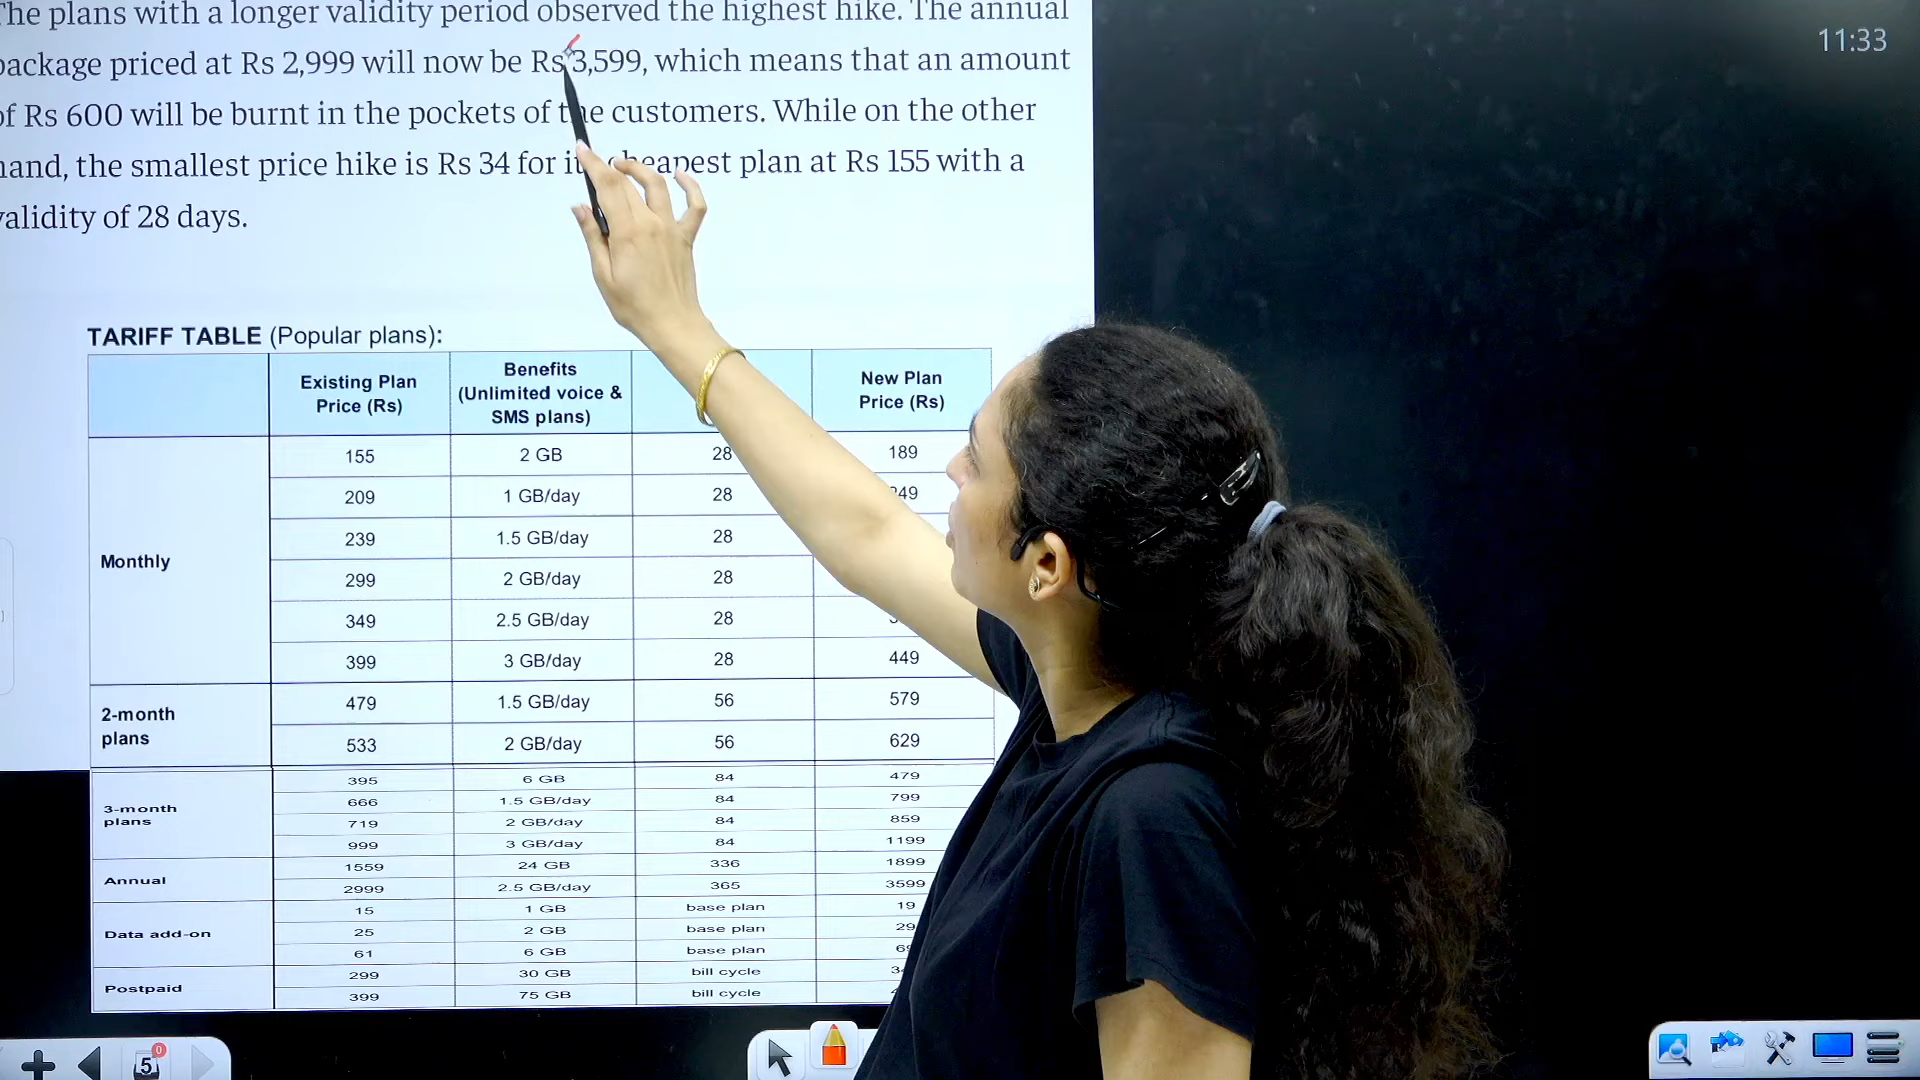 The plans with a longer validity period observed the highest hike. The annual
package priced at Rs 2,999 will now be Rs 3,599, which means that an amount
of Rs 600 will be burnt in the pockets of the customers. While on the other
hand, the smallest price hike is Rs 34 for its cheapest plan at Rs 155 with a
validity of 28 days.
11:33
TARIFF TABLE (Popular plans):
Existing Plan Price (Rs) Benefits (Unlimited voice & SMS plans) New Plan Price (Rs)
Monthly
155 2 GB 28 189
209 1 GB/day 28 249
239 1.5 GB/day 28
299 2 GB/day 28
349 2.5 GB/day 28
399 3 GB/day 28 449
2-month plans
479 1.5 GB/day 56 579
533 2 GB/day 56 629
3-month plans
395 6 GB 84 479
666 1.5 GB/day 84 799
719 2 GB/day 84 859
999 3 GB/day 84 1199
Annual
1559 24 GB 336 1899
2999 2.5 GB/day 365 3599
Data add-on
15 1 GB base plan 19
25 2 GB base plan 29
61 6 GB base plan
Postpaid
299 30 GB bill cycle
399 75 GB bill cycle
5
0